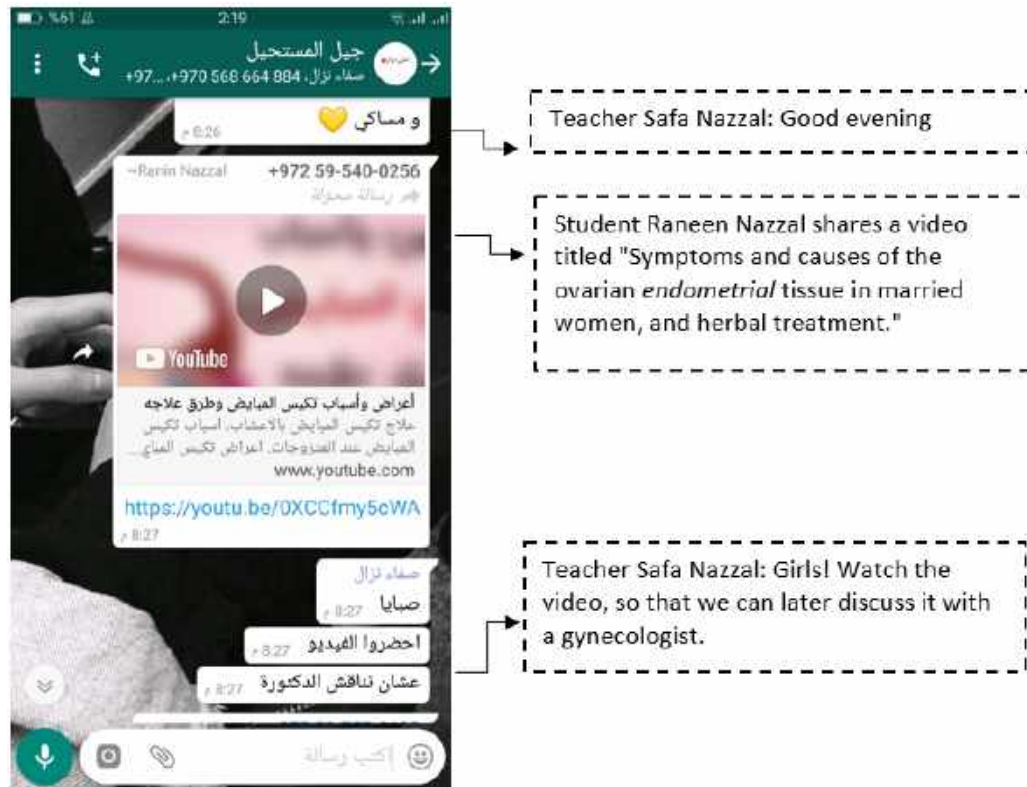 %61
2:19
جيل المستحيل
صفاء نزال، 884 664 568 970+، ...97+
و مساكي 💛
8:26 م
~Ranin Nazzal +972 59-540-0256
رسالة محولة
YouTube
أعراض وأسباب تكيس المبايض وطرق علاجه
علاج تكيس المبايض بالاعشاب، اسباب تكيس
المبايض عند المتزوجات، اعراض تكيس المباي...
www.youtube.com
https://youtu.be/0XCCfmy5cWA
8:27 م
صفاء نزال
صبايا 8:27 م
احضروا الفيديو 8:27 م
عشان نناقش الدكتورة 8:27 م
اكتب رسالة
Teacher Safa Nazzal: Good evening
Student Raneen Nazzal shares a video
titled "Symptoms and causes of the
ovarian endometrial tissue in married
women, and herbal treatment."
Teacher Safa Nazzal: Girls! Watch the
video, so that we can later discuss it with
a gynecologist.